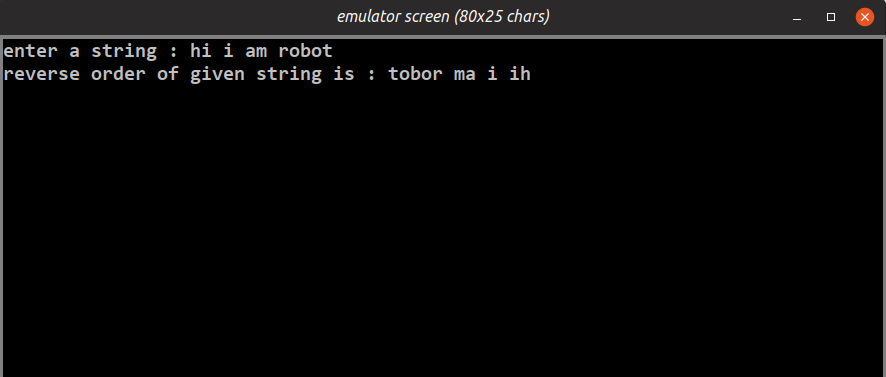 emulator screen (80x25 chars)
enter a string : hi i am robot
reverse order of given string is : tobor ma i ih